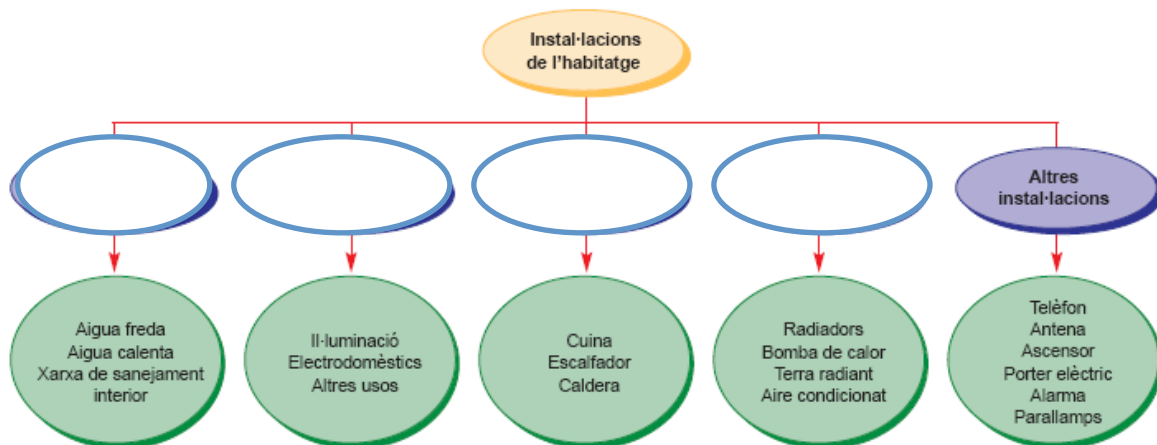 Instal·lacions
de l'habitatge
Altres
instal·lacions
Aigua freda
Aigua calenta
Xarxa de sanejament
interior
Il·luminació
Electrodomèstics
Altres usos
Cuina
Escalfador
Caldera
Radiadors
Bomba de calor
Terra radiant
Aire condicionat
Telèfon
Antena
Ascensor
Porter elèctric
Alarma
Parallamps